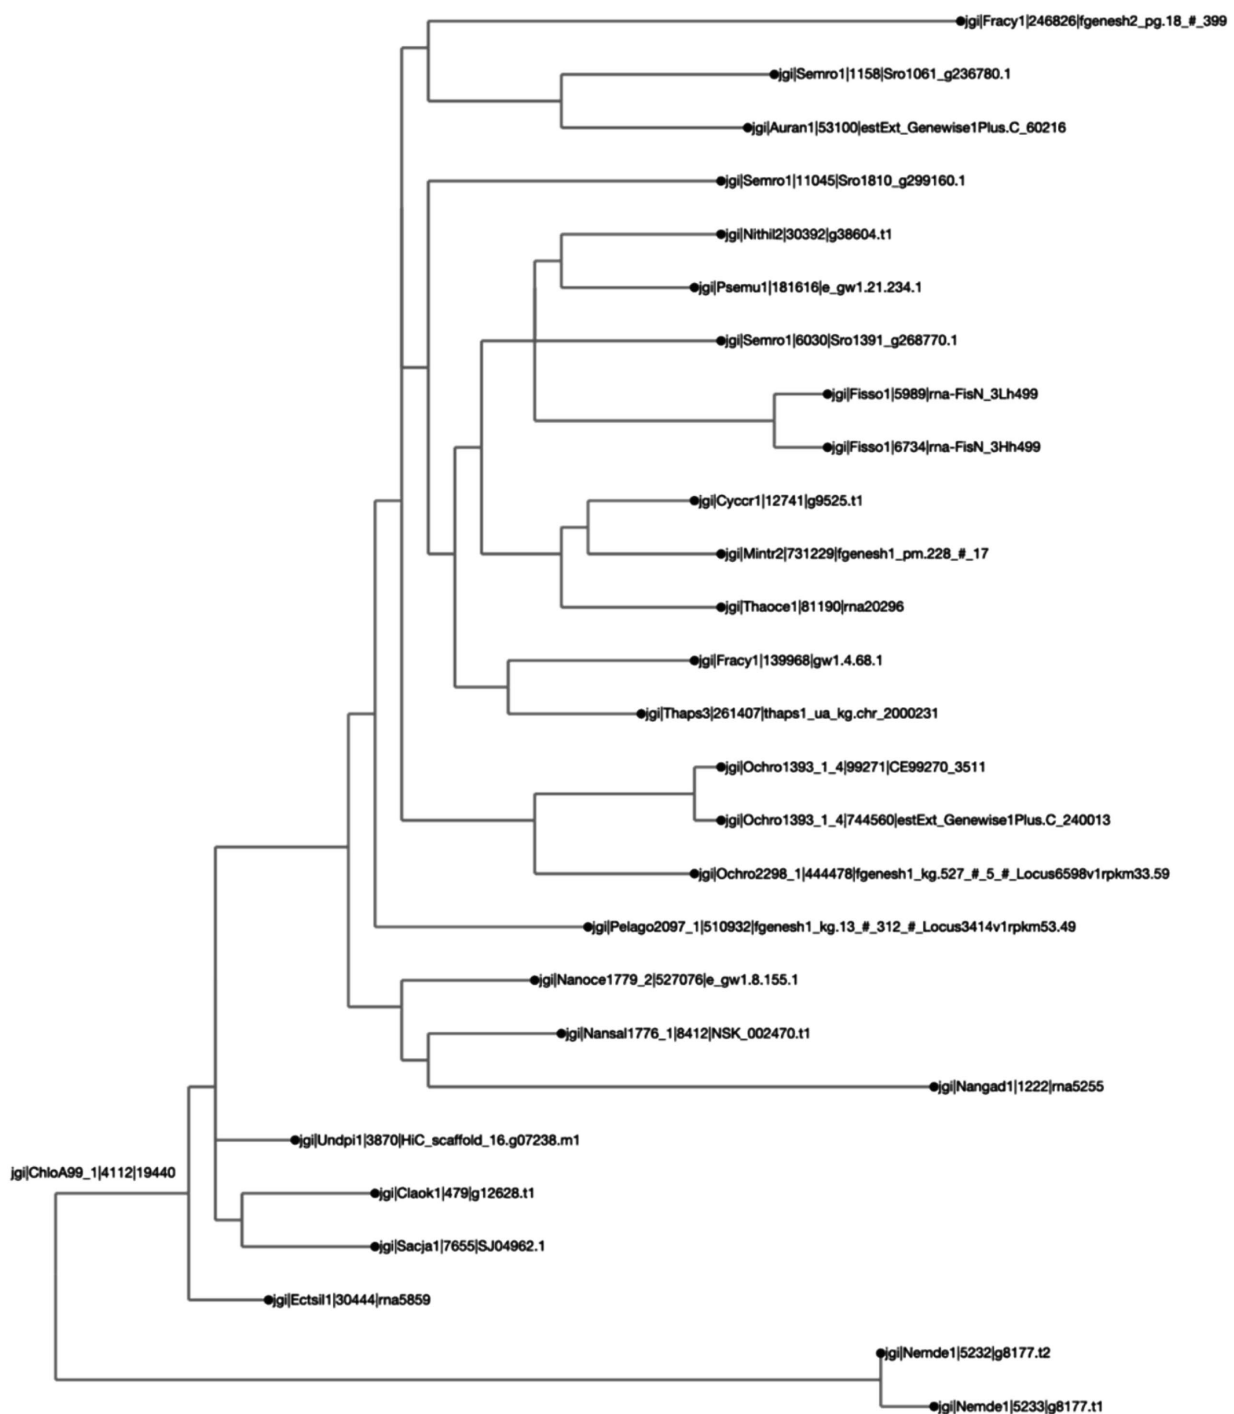 jgi|Fracy1|246826|fgenesh2_pg.18_#_399
jgi|Semro1|1158|Sro1061_g236780.1
jgi|Auran1|53100|estExt_Genewise1Plus.C_60216
jgi|Semro1|11045|Sro1810_g299160.1
jgi|Nithil2|30392|g38604.t1
jgi|Psemu1|181616|e_gw1.21.234.1
jgi|Semro1|6030|Sro1391_g268770.1
jgi|Fisso1|5989|rna-FisN_3Lh499
jgi|Fisso1|6734|rna-FisN_3Hh499
jgi|Cyccr1|12741|g9525.t1
jgi|Mintr2|731229|fgenesh1_pm.228_#_17
jgi|Thaoce1|81190|rna20296
jgi|Fracy1|139968|gw1.4.68.1
jgi|Thaps3|261407|thaps1_ua_kg.chr_2000231
jgi|Ochro1393_1_4|99271|CE99270_3511
jgi|Ochro1393_1_4|744560|estExt_Genewise1Plus.C_240013
jgi|Ochro2298_1|444478|fgenesh1_kg.527_#_5_#_Locus6598v1rpkm33.59
jgi|Pelago2097_1|510932|fgenesh1_kg.13_#_312_#_Locus3414v1rpkm53.49
jgi|Nanoce1779_2|527076|e_gw1.8.155.1
jgi|Nansal1776_1|8412|NSK_002470.t1
jgi|Nangad1|1222|rna5255
jgi|Undpi1|3870|HiC_scaffold_16.g07238.m1
jgi|ChloA99_1|4112|19440
jgi|Claok1|479|g12628.t1
jgi|Sacja1|7655|SJ04962.1
jgi|Ectsil1|30444|rna5859
jgi|Nemde1|5232|g8177.t2
jgi|Nemde1|5233|g8177.t1